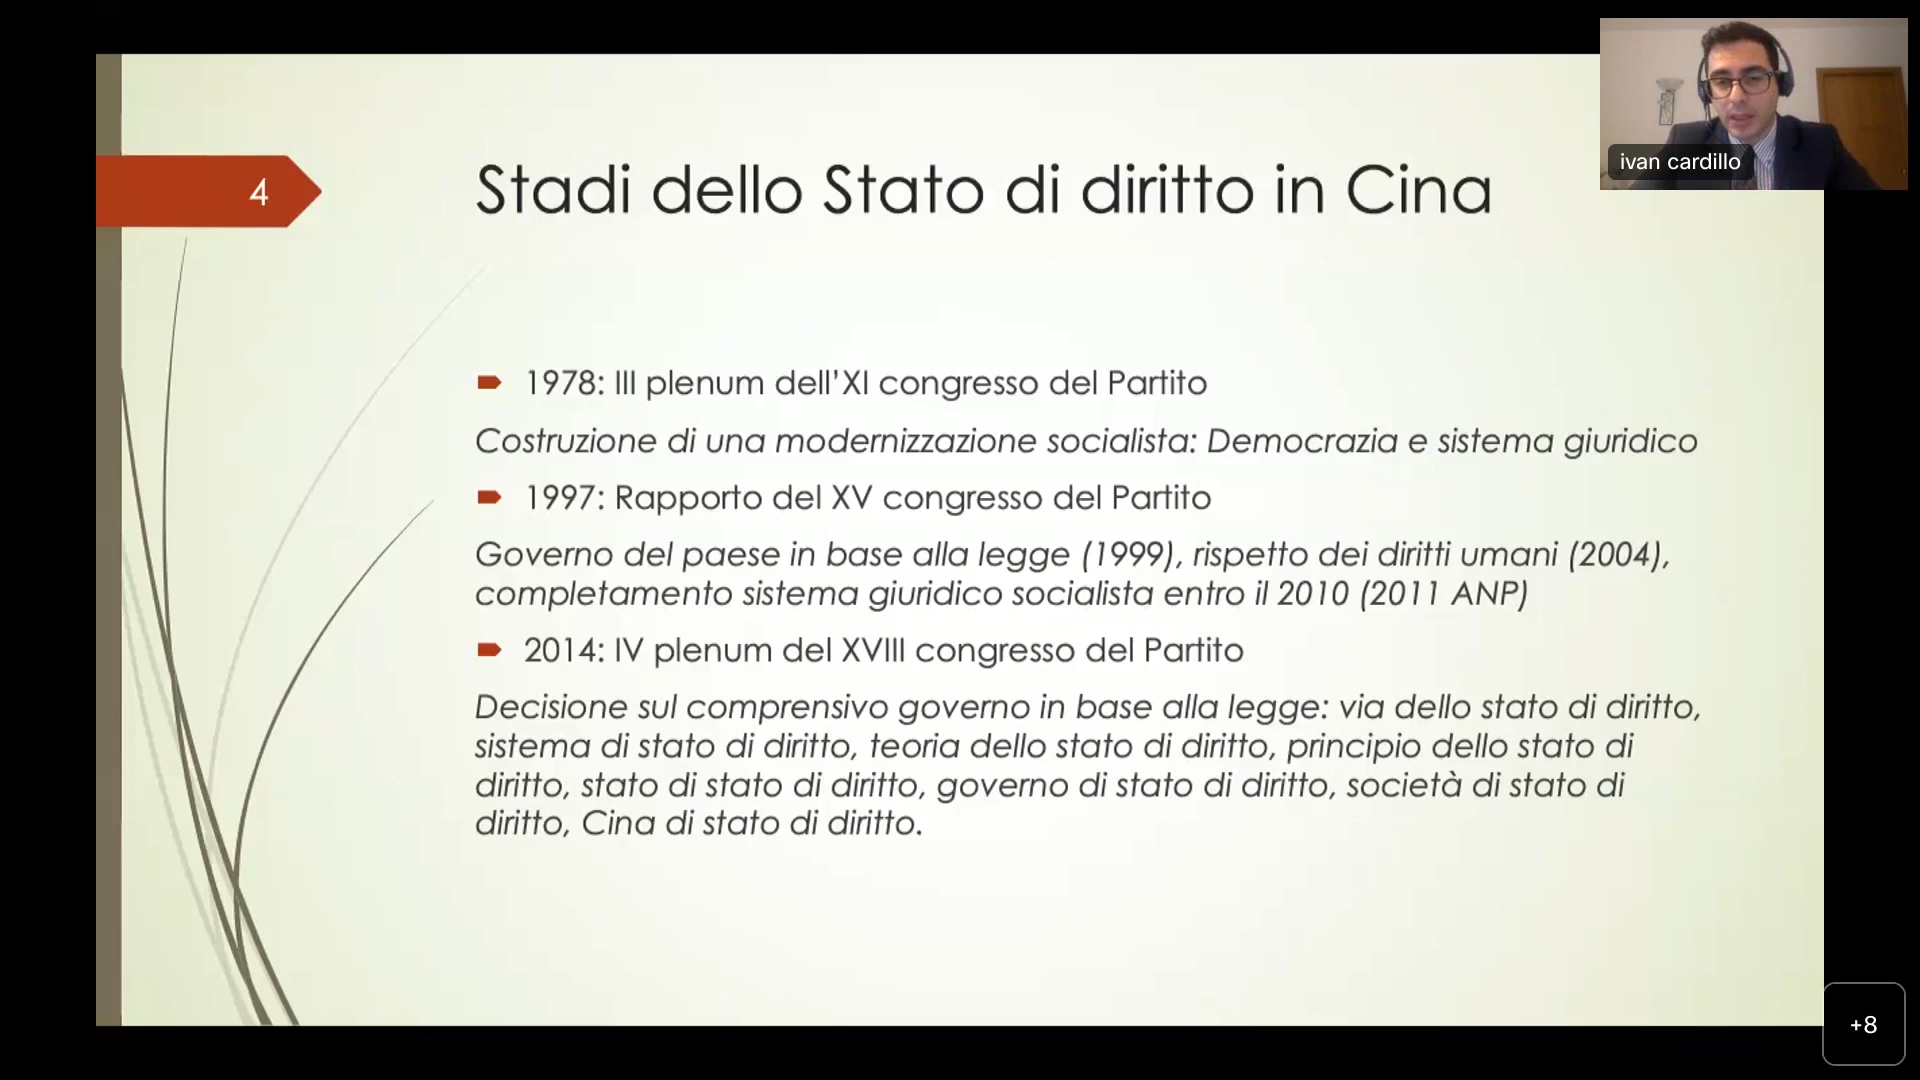 4
Stadi dello Stato di diritto in Cina
ivan cardillo
1978: III plenum dell’XI congresso del Partito
Costruzione di una modernizzazione socialista: Democrazia e sistema giuridico
1997: Rapporto del XV congresso del Partito
Governo del paese in base alla legge (1999), rispetto dei diritti umani (2004),
completamento sistema giuridico socialista entro il 2010 (2011 ANP)
2014: IV plenum del XVIII congresso del Partito
Decisione sul comprensivo governo in base alla legge: via dello stato di diritto,
sistema di stato di diritto, teoria dello stato di diritto, principio dello stato di
diritto, stato di stato di diritto, governo di stato di diritto, società di stato di
diritto, Cina di stato di diritto.
+8